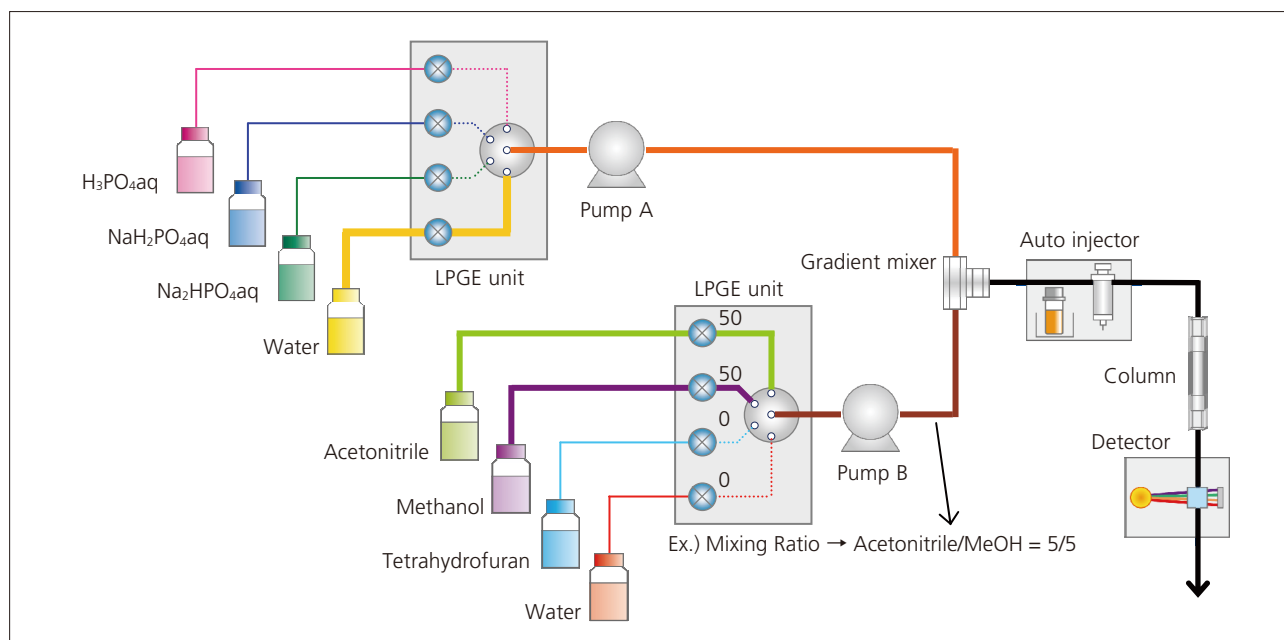 H₃PO₄aq
NaH₂PO₄aq
Na₂HPO₄aq
Water
LPGE unit
Pump A
Gradient mixer
Auto injector
LPGE unit
50
50
0
0
Acetonitrile
Methanol
Tetrahydrofuran
Water
Pump B
Column
Detector
Ex.) Mixing Ratio → Acetonitrile/MeOH = 5/5